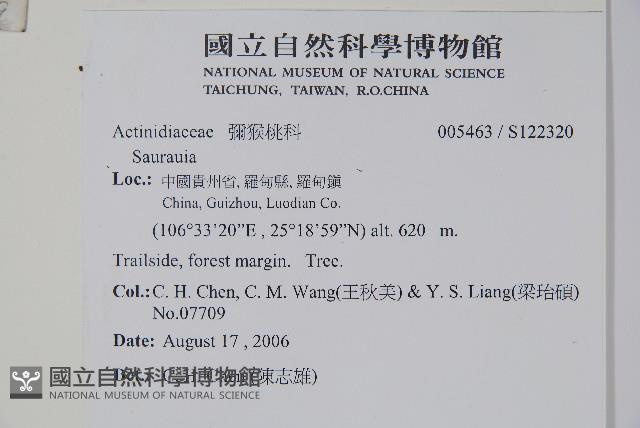 國立自然科學博物館
NATIONAL MUSEUM OF NATURAL SCIENCE
TAICHUNG, TAIWAN, R.O.CHINA
Actinidiaceae 彌猴桃科 005463 / S122320
Saurauia
Loc.: 中國貴州省, 羅甸縣, 羅甸鎮
China, Guizhou, Luodian Co.
(106°33'20”E , 25°18'59”N) alt. 620 m.
Trailside, forest margin. Tree.
Col.: C. H. Chen, C. M. Wang(王秋美) & Y. S. Liang(梁珆碩)
No.07709
Date: August 17 , 2006
(陳志雄)
國立自然科學博物館
NATIONAL MUSEUM OF NATURAL SCIENCE